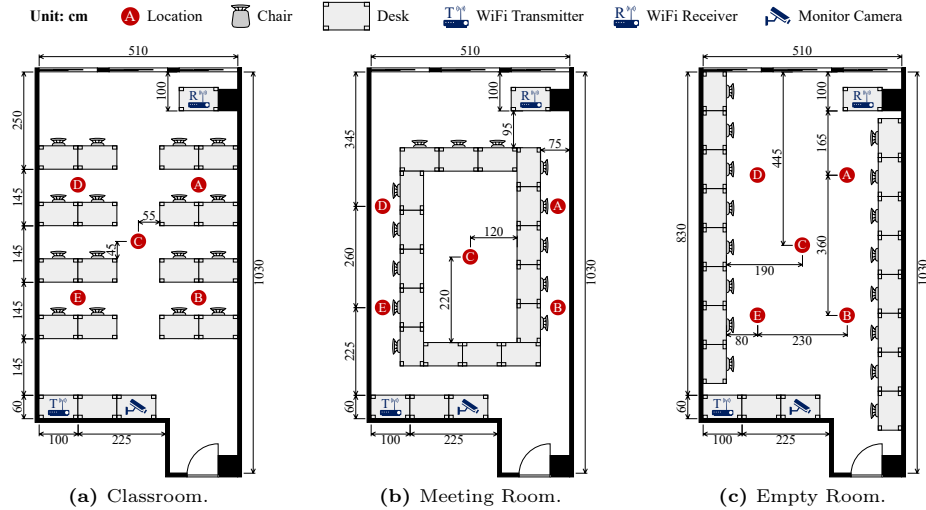 Unit: cm A Location Chair Desk T WiFi Transmitter R WiFi Receiver Monitor Camera
510
100
250
145
145
145
145
60
R
D
A
55
C
45
E
B
1030
T
100
225
(a) Classroom.
510
100
345
95
75
260
225
60
R
D
A
120
C
220
E
B
1030
T
100
225
(b) Meeting Room.
510
100
165
445
830
360
60
R
D
A
C
190
E
B
80
230
1030
T
100
225
(c) Empty Room.